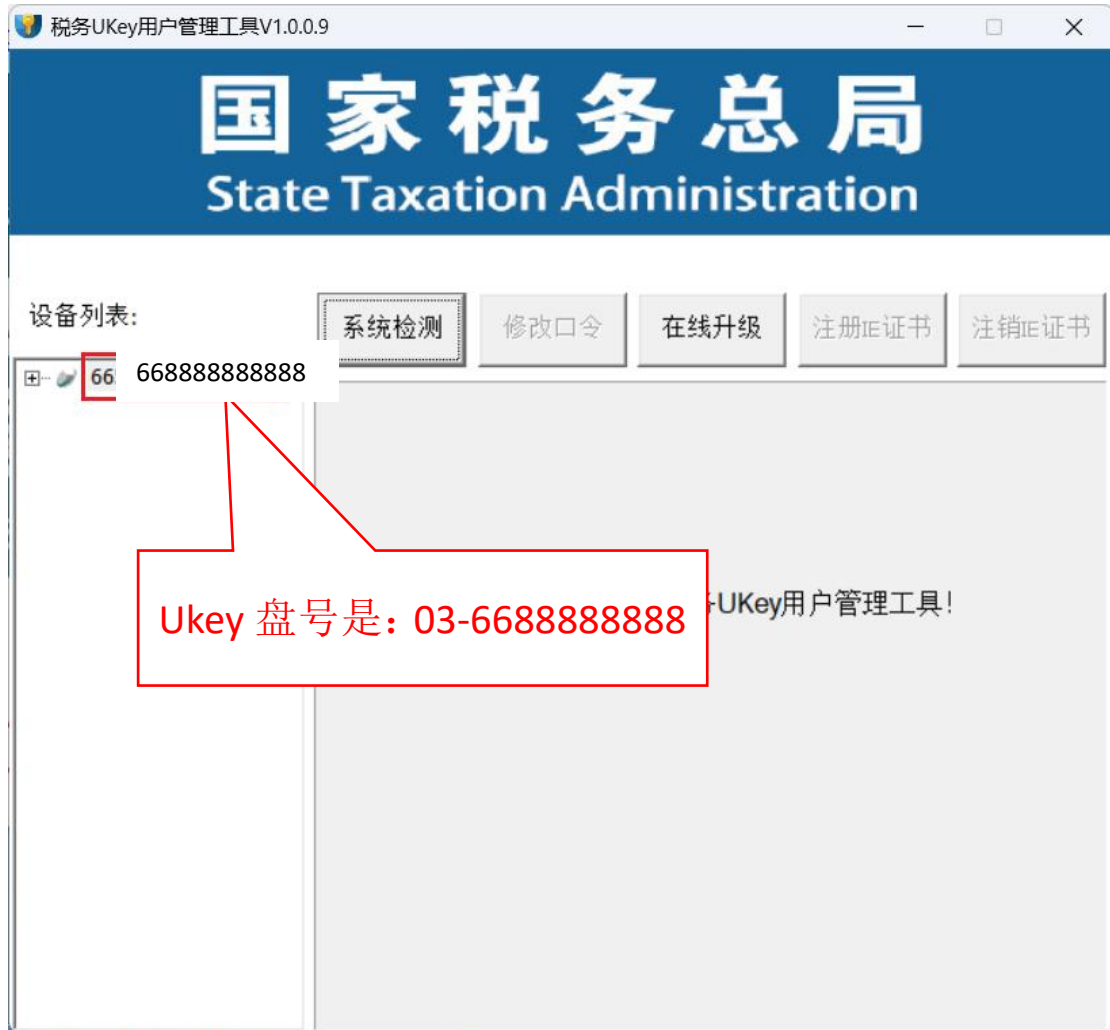 税务UKey用户管理工具V1.0.0.9
国家税务总局
State Taxation Administration
设备列表:
系统检测
修改口令
在线升级
注册IE证书
注销IE证书
66
668888888888
Ukey 盘号是：03-6688888888
UKey用户管理工具!